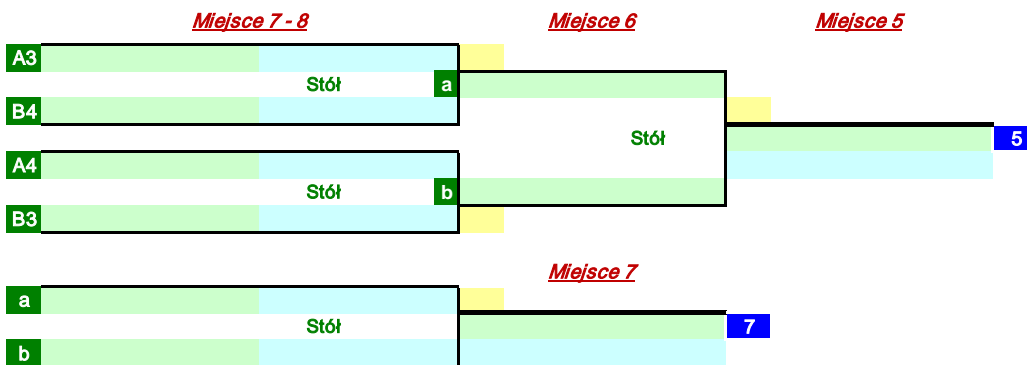 Miejsce 7 - 8 Miejsce 6 Miejsce 5
A3
Stół a
B4
Stół 5
A4
Stół b
B3
Miejsce 7
a
Stół 7
b